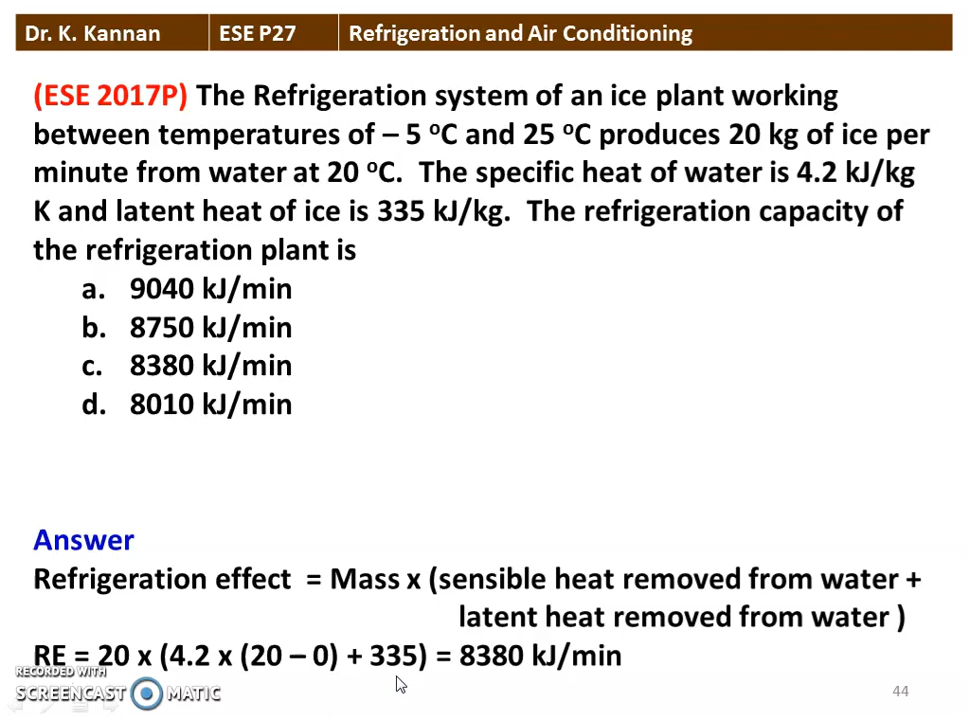 Dr. K. Kannan ESE P27 Refrigeration and Air Conditioning
(ESE 2017P) The Refrigeration system of an ice plant working
between temperatures of – 5 ºC and 25 ºC produces 20 kg of ice per
minute from water at 20 ºC. The specific heat of water is 4.2 kJ/kg
K and latent heat of ice is 335 kJ/kg. The refrigeration capacity of
the refrigeration plant is
a. 9040 kJ/min
b. 8750 kJ/min
c. 8380 kJ/min
d. 8010 kJ/min
Answer
Refrigeration effect = Mass x (sensible heat removed from water +
latent heat removed from water )
RE = 20 x (4.2 x (20 – 0) + 335) = 8380 kJ/min
RECORDED WITH
SCREENCAST MATIC
44